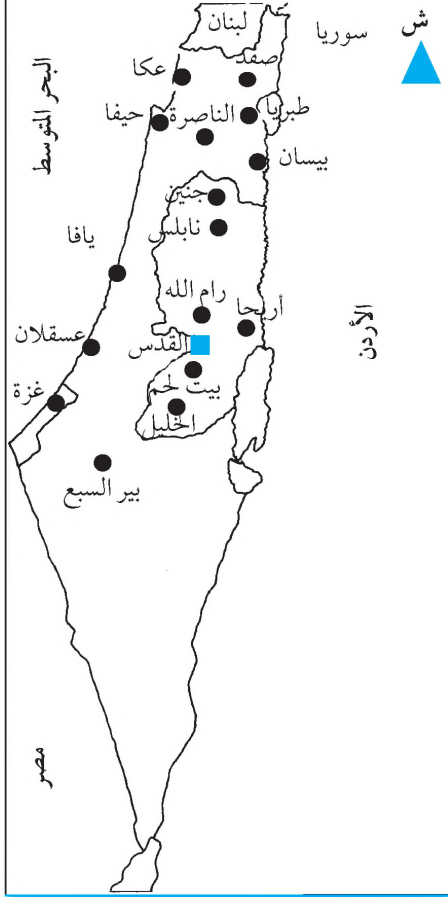 ش
لبنان
سوريا
صفد
عكا
طبريا
الناصرة
حيفا
البحر المتوسط
بيسان
جنين
نابلس
يافا
رام الله
أريحا
الأردن
القدس
عسقلان
بيت لحم
غزة
الخليل
بير السبع
مصر